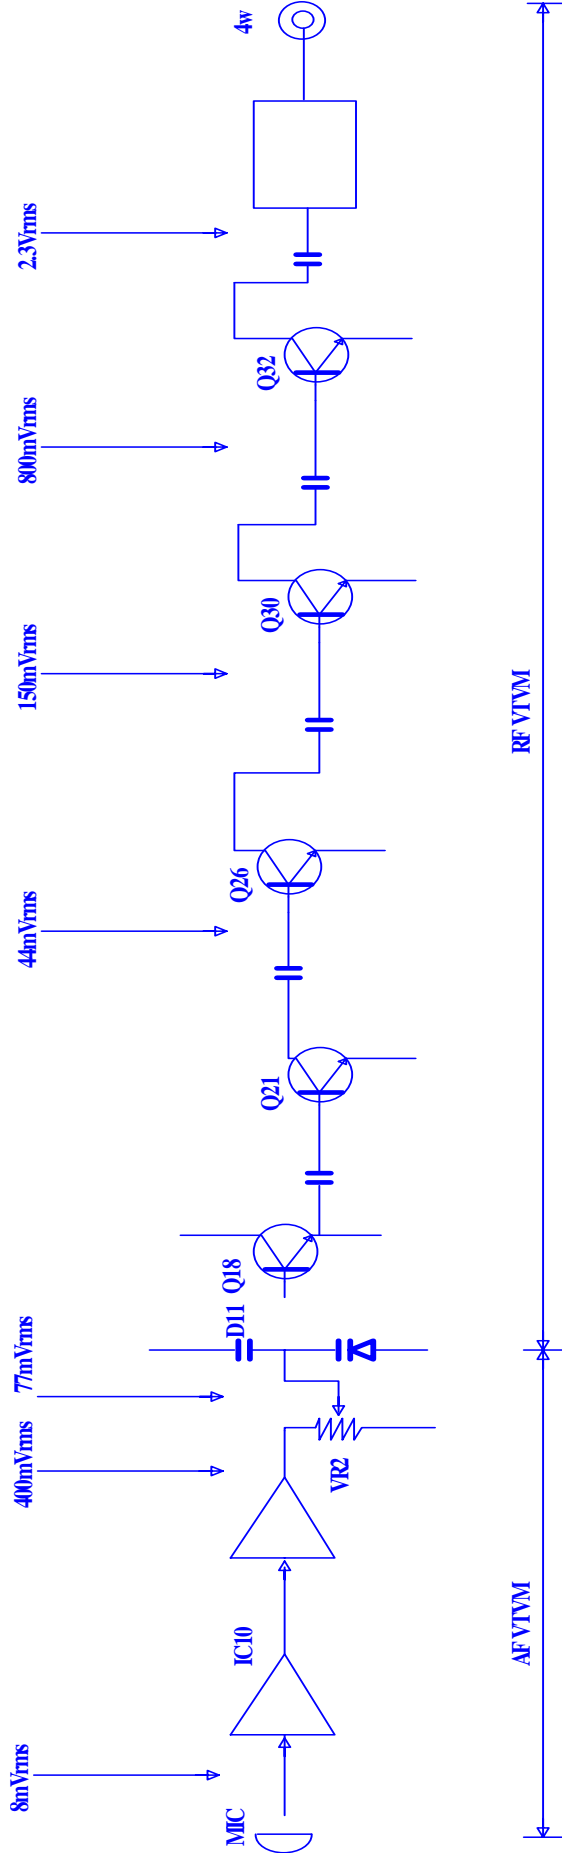 8mVrms
400mVrms
77mVrms
44mVrms
150mVrms
800mVrms
2.3Vrms
MIC
IC10
VR2
D11
Q18
Q21
Q26
Q30
Q32
4w
AF VTVM
RF VTVM